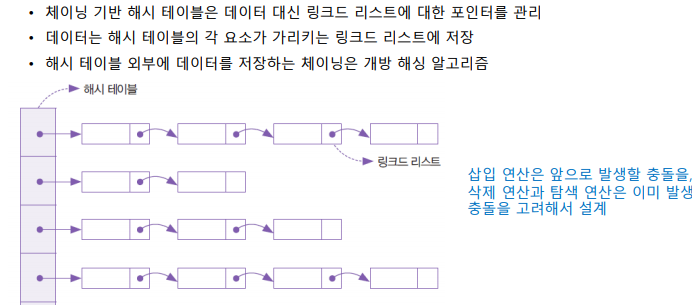 • 체이닝 기반 해시 테이블은 데이터 대신 링크드 리스트에 대한 포인터를 관리
• 데이터는 해시 테이블의 각 요소가 가리키는 링크드 리스트에 저장
• 해시 테이블 외부에 데이터를 저장하는 체이닝은 개방 해싱 알고리즘
해시 테이블
링크드 리스트
삽입 연산은 앞으로 발생할 충돌을,
삭제 연산과 탐색 연산은 이미 발생
충돌을 고려해서 설계